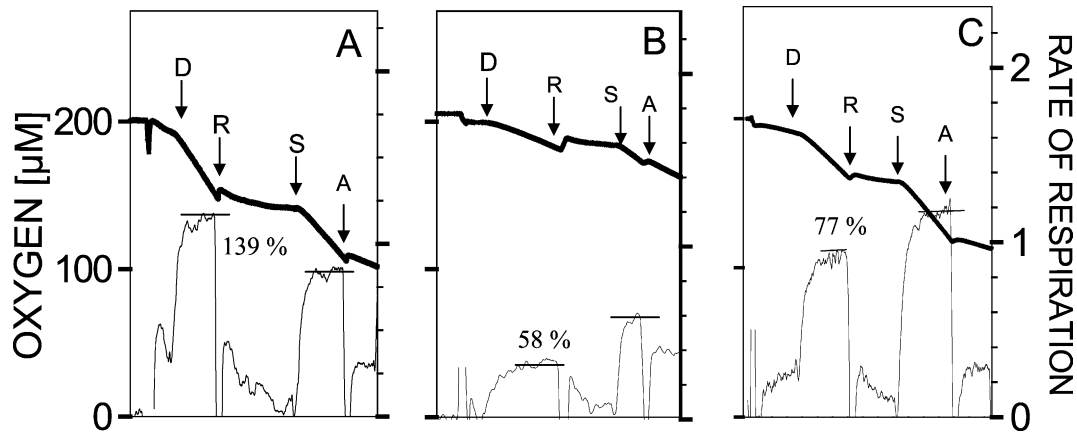 OXYGEN [µM]
200
100
0
A
D
R
S
A
139 %
B
D
R
S
A
58 %
C
D
R
S
A
77 %
2
1
0
RATE OF RESPIRATION